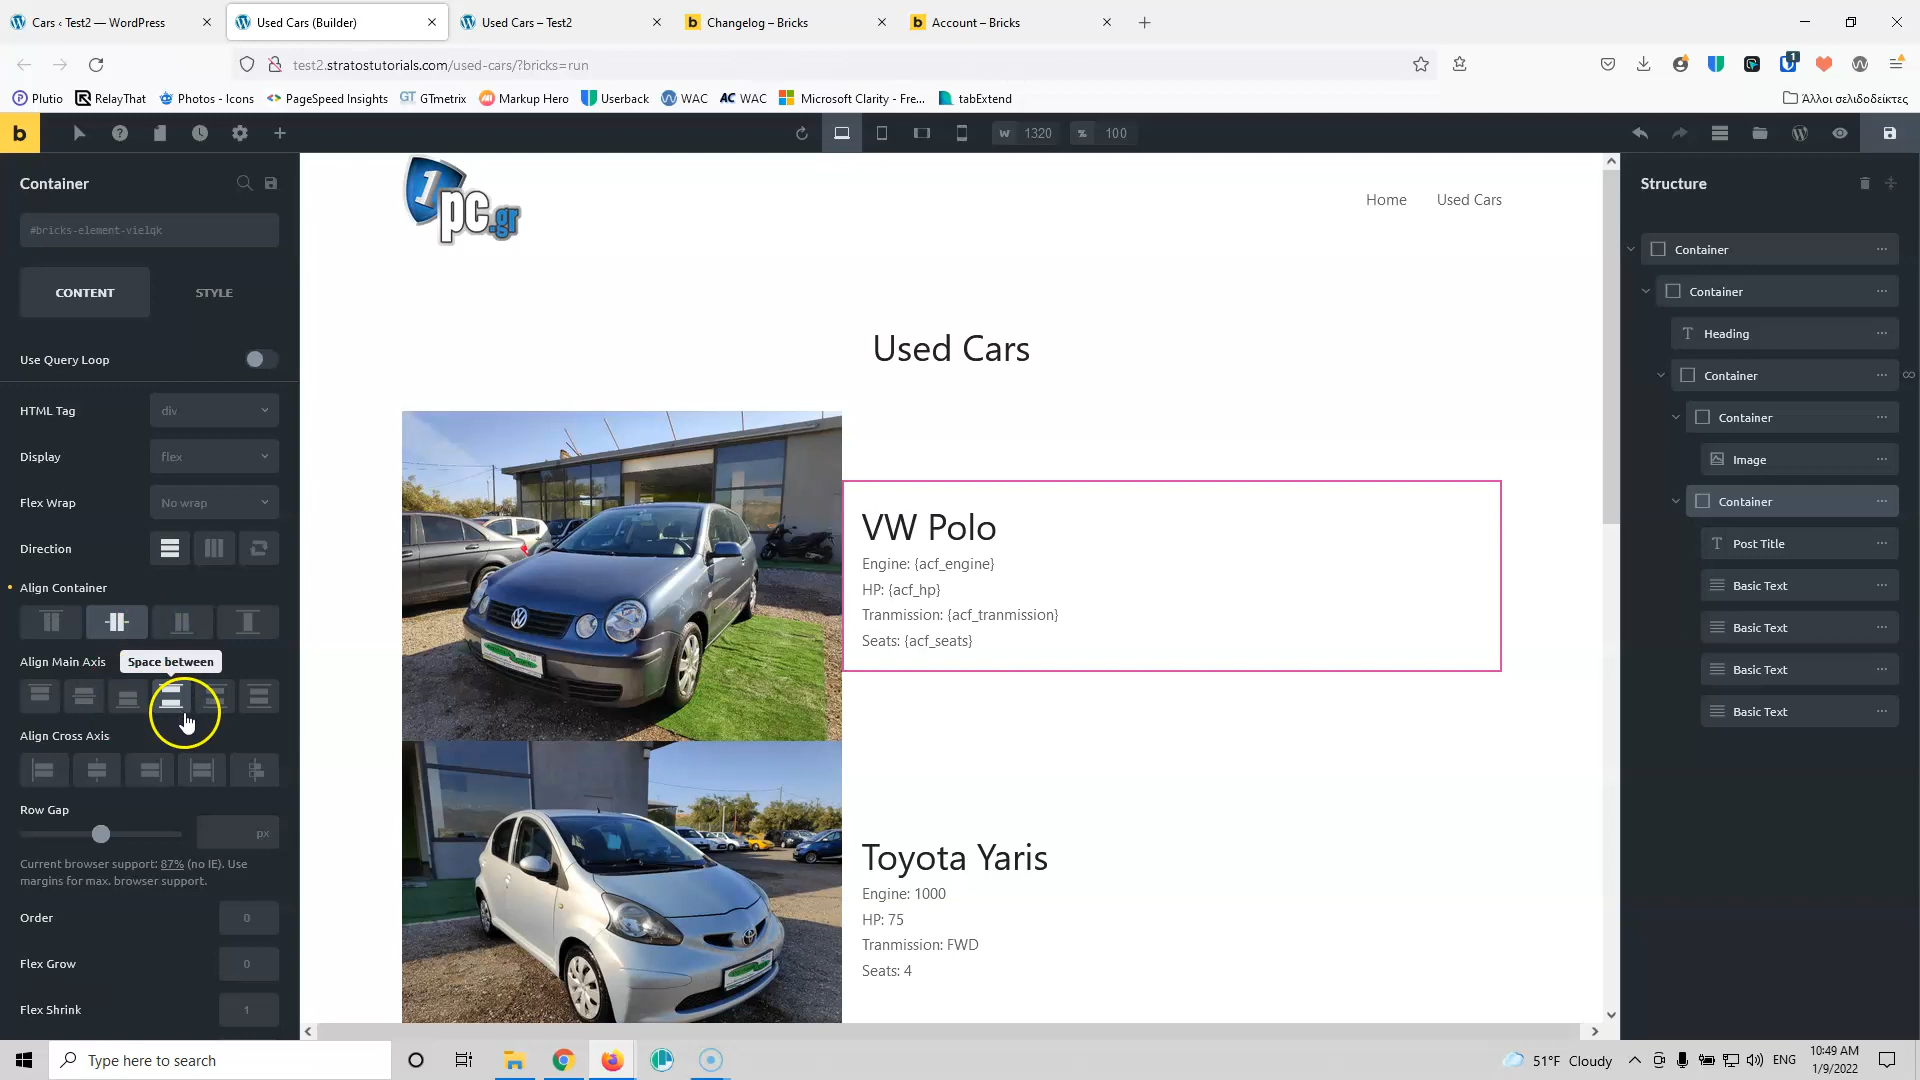 Cars ‹ Test2 — WordPress
Used Cars (Builder)
Used Cars – Test2
Changelog – Bricks
Account – Bricks
test2.stratostutorials.com/used-cars/?bricks=run
1
Plutio
RelayThat
Photos - Icons
PageSpeed Insights
GTmetrix
Markup Hero
Userback
WAC
AC WAC
Microsoft Clarity - Fre...
tabExtend
Άλλοι σελιδοδείκτες
b
W 1320
% 100
Container
#bricks-element-vielqk
CONTENT
STYLE
Use Query Loop
HTML Tag
div
Display
flex
Flex Wrap
No wrap
Direction
Align Container
Align Main Axis
Space between
Align Cross Axis
Row Gap
px
Current browser support: 87% (no IE). Use
margins for max. browser support.
Order
0
Flex Grow
0
Flex Shrink
1
1pc.gr
Home
Used Cars
Used Cars
VW Polo
Engine: {acf_engine}
HP: {acf_hp}
Tranmission: {acf_tranmission}
Seats: {acf_seats}
Toyota Yaris
Engine: 1000
HP: 75
Tranmission: FWD
Seats: 4
Structure
Container
Container
Heading
Container
Container
Image
Container
Post Title
Basic Text
Basic Text
Basic Text
Basic Text
Type here to search
51°F Cloudy
ENG
10:49 AM
1/9/2022